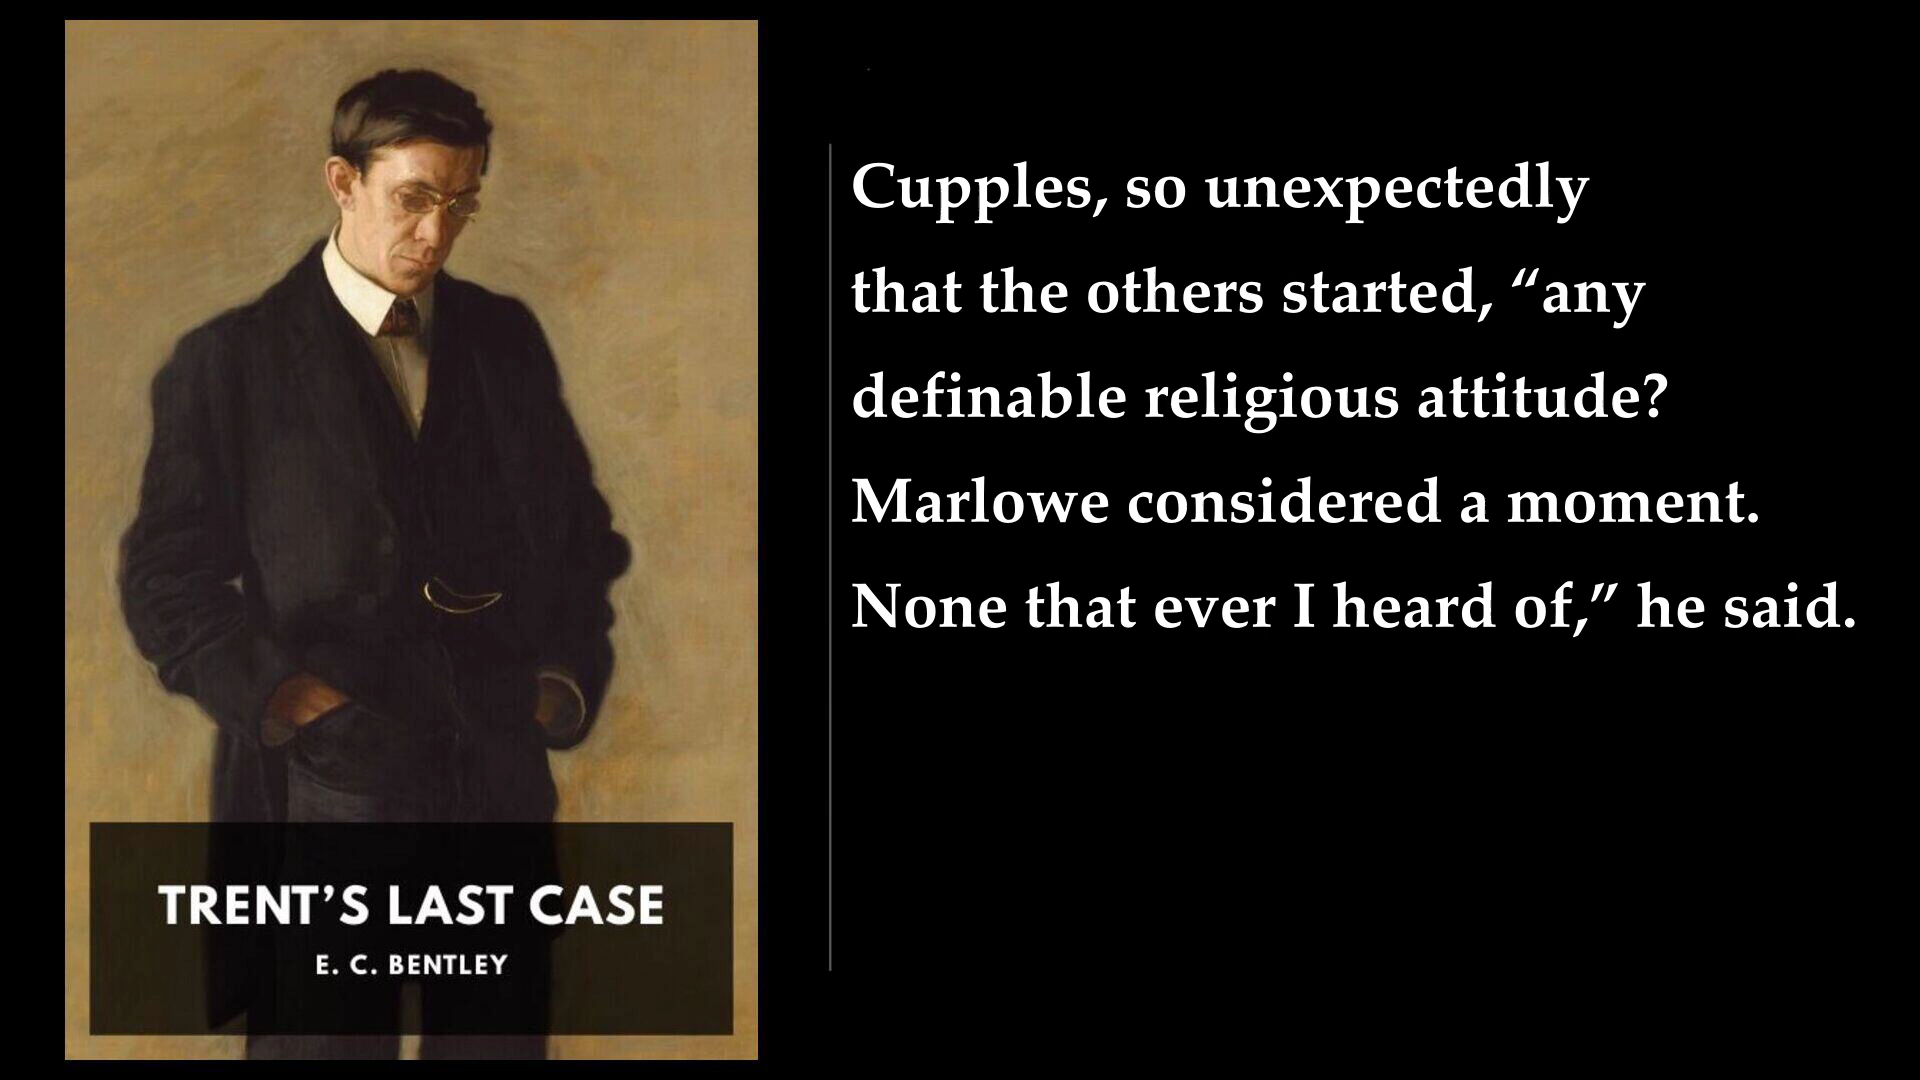 TRENT’S LAST CASE
E. C. BENTLEY
Cupples, so unexpectedly
that the others started, “any
definable religious attitude?
Marlowe considered a moment.
None that ever I heard of,” he said.